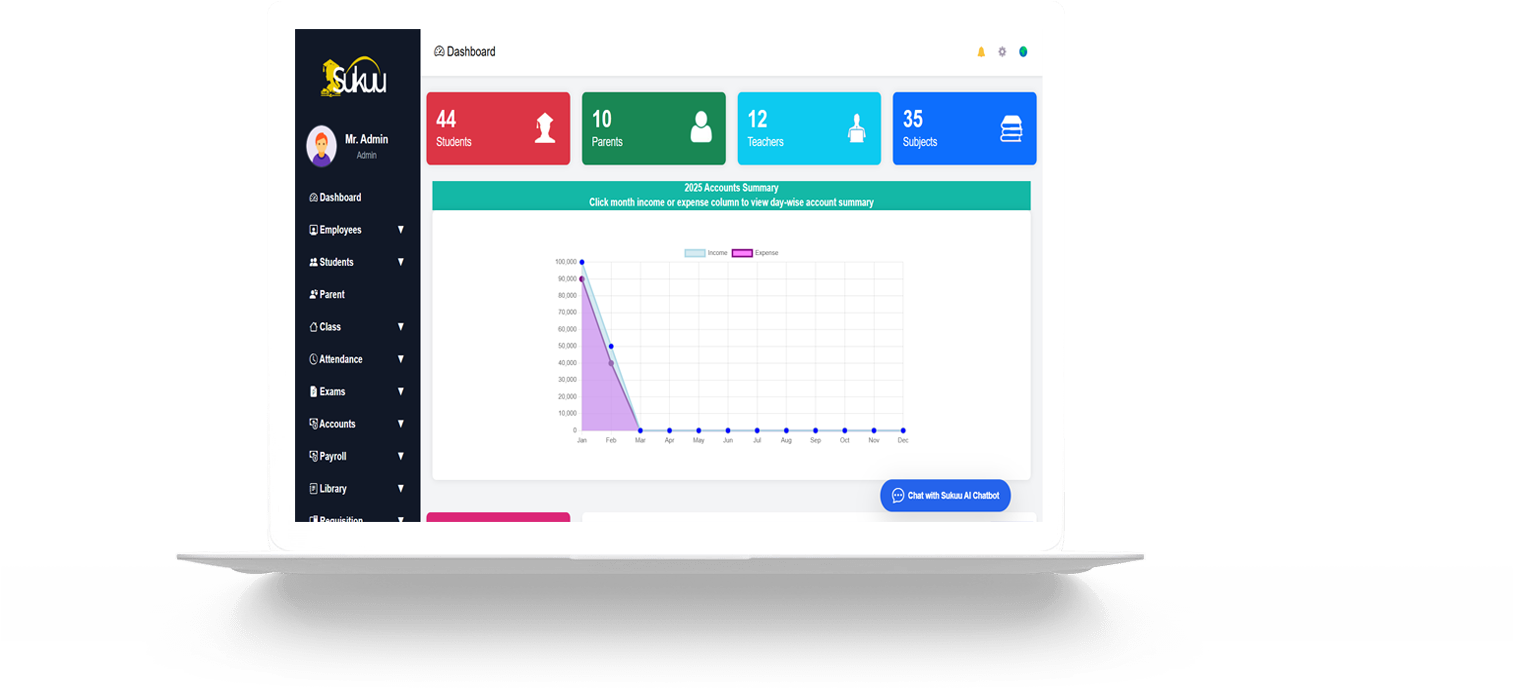 Sukuu
Mr. Admin
Admin
Dashboard
Employees
Students
Parent
Class
Attendance
Exams
Accounts
Payroll
Library
Requisition
Dashboard
44
Students
10
Parents
12
Teachers
35
Subjects
2025 Accounts Summary
Click month income or expense column to view day-wise account summary
Income Expense
100,000
90,000
80,000
70,000
60,000
50,000
40,000
30,000
20,000
10,000
0
Jan Feb Mar Apr May Jun Jul Aug Sep Oct Nov Dec
Chat with Sukuu AI Chatbot